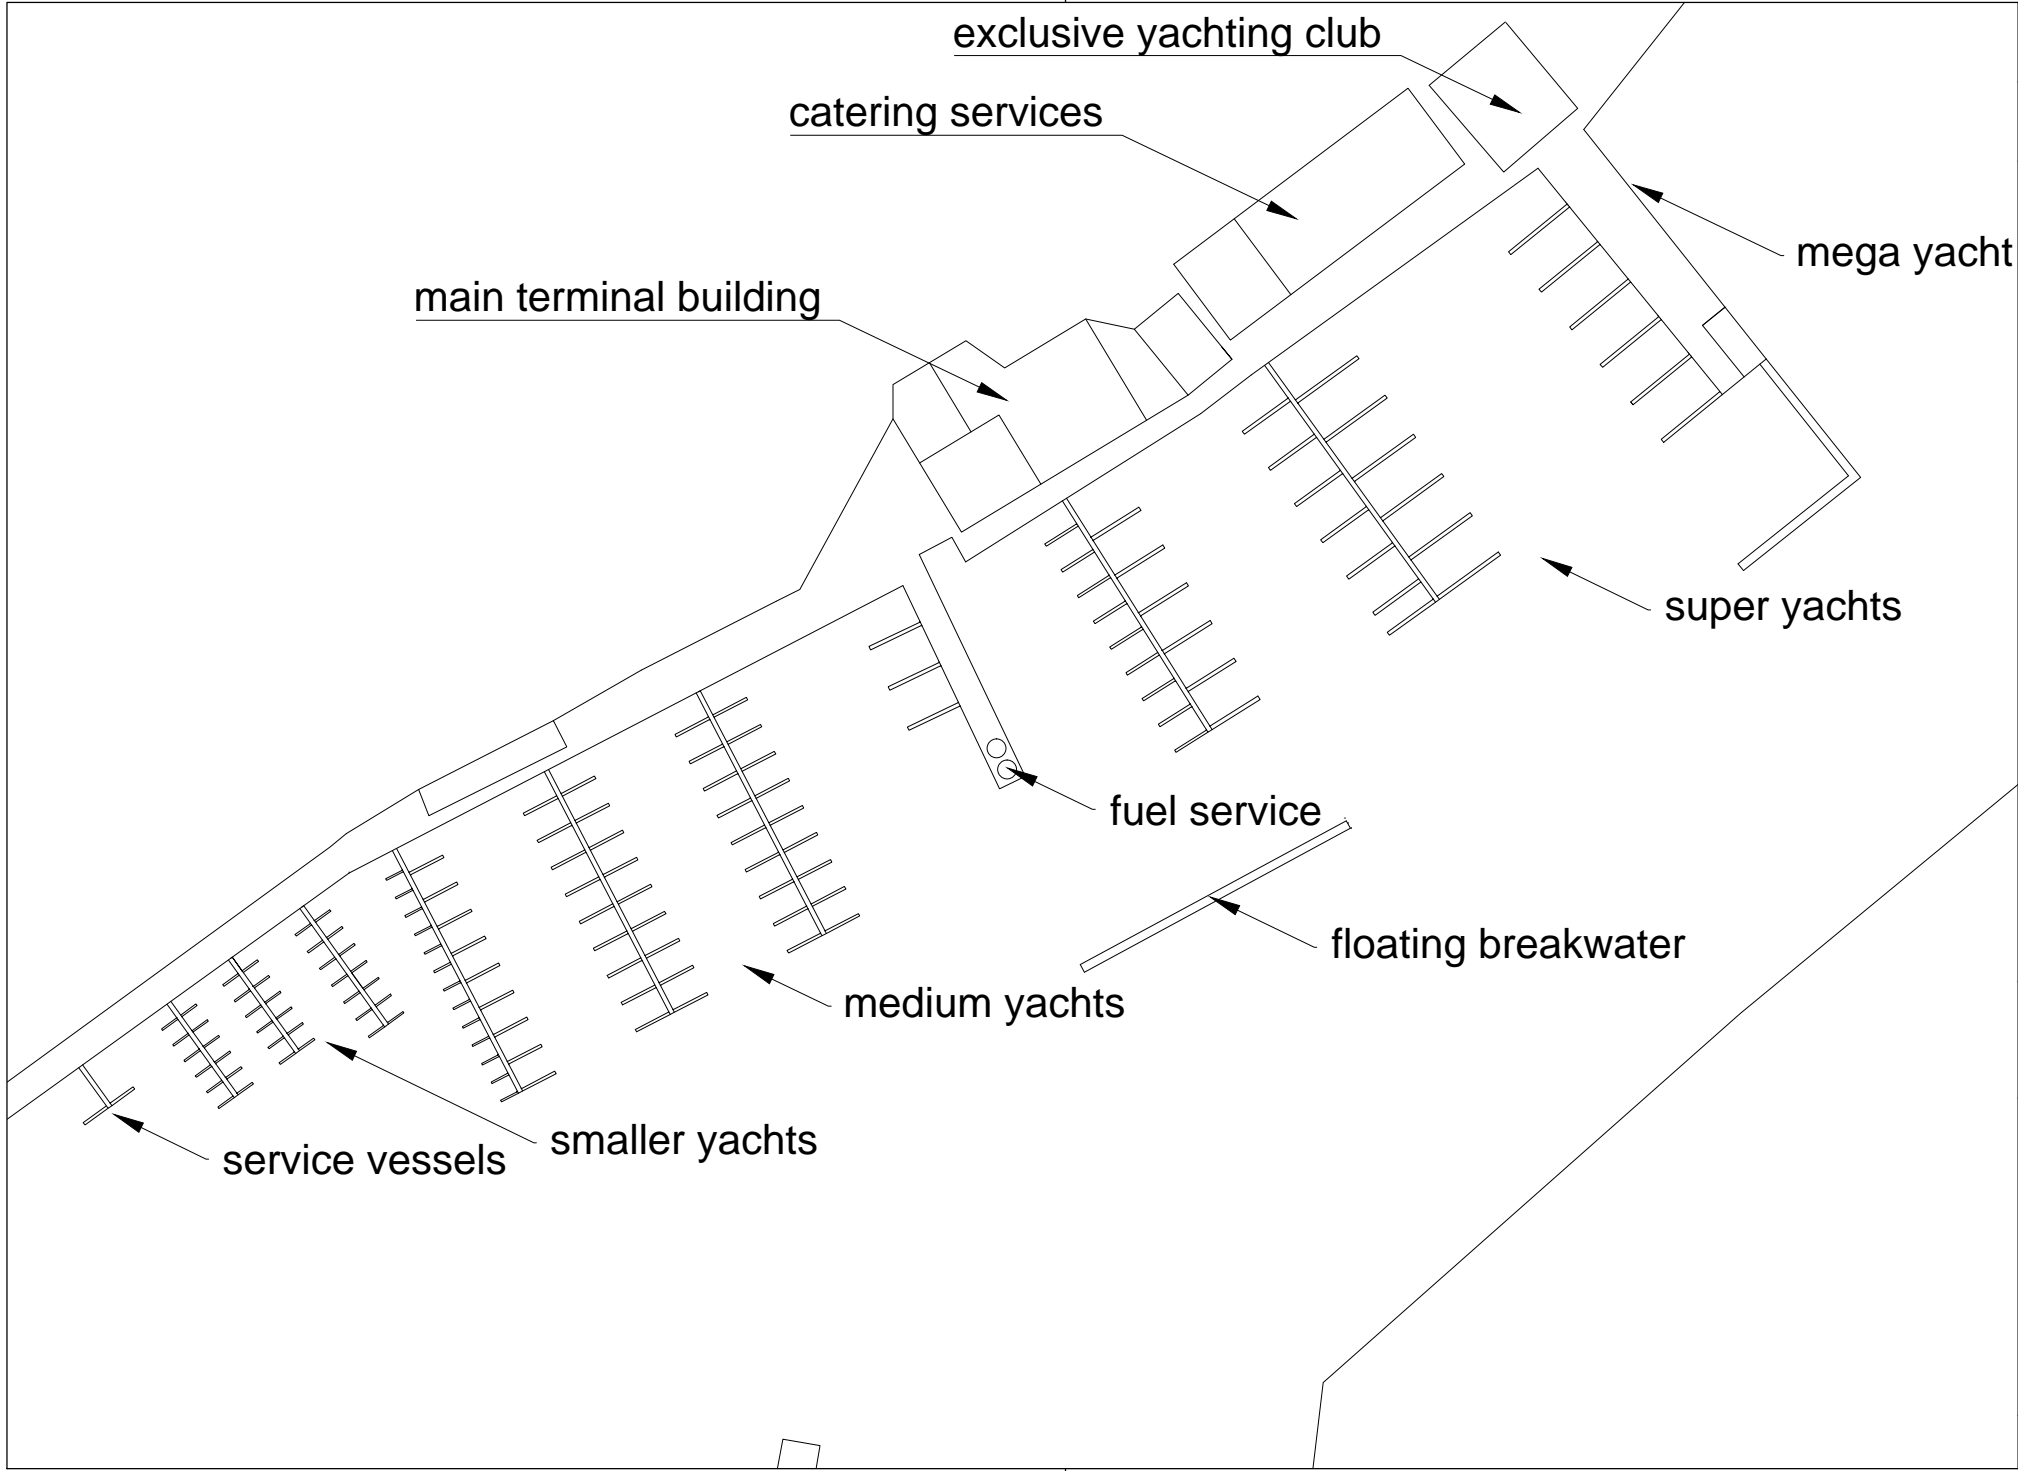 exclusive yachting club
catering services
mega yacht
main terminal building
super yachts
fuel service
floating breakwater
medium yachts
smaller yachts
service vessels